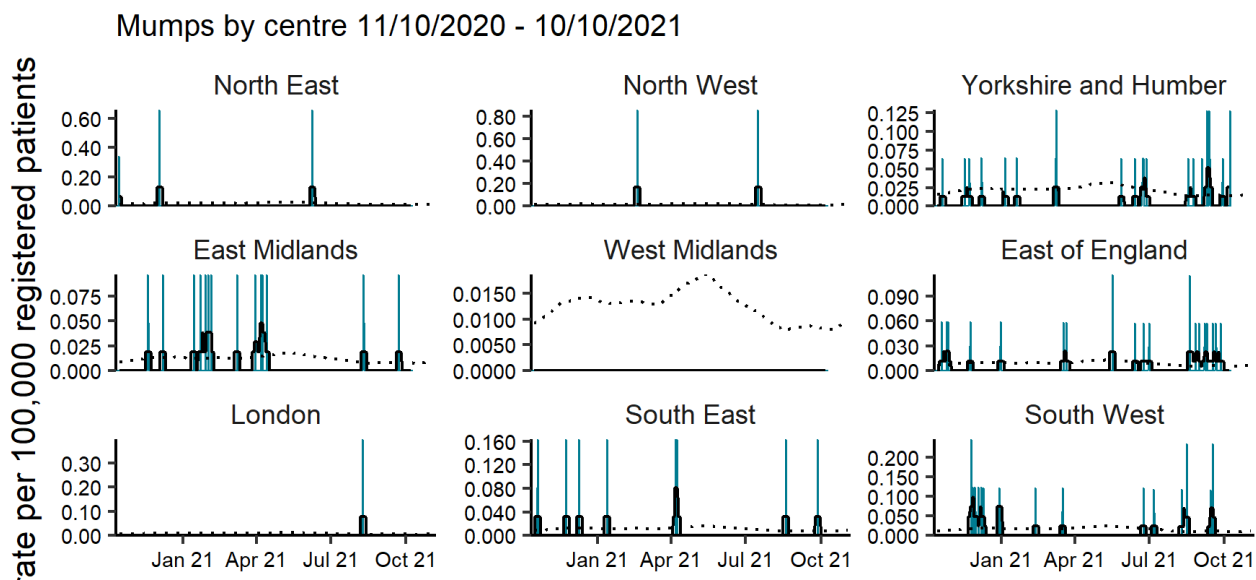 Mumps by centre 11/10/2020 - 10/10/2021
rate per 100,000 registered patients
North East
0.60
0.40
0.20
0.00
North West
0.80
0.60
0.40
0.20
0.00
Yorkshire and Humber
0.125
0.100
0.075
0.050
0.025
0.000
East Midlands
0.075
0.050
0.025
0.000
West Midlands
0.0150
0.0100
0.0050
0.0000
East of England
0.090
0.060
0.030
0.000
London
0.30
0.20
0.10
0.00
Jan 21 Apr 21 Jul 21 Oct 21
South East
0.160
0.120
0.080
0.040
0.000
Jan 21 Apr 21 Jul 21 Oct 21
South West
0.200
0.150
0.100
0.050
0.000
Jan 21 Apr 21 Jul 21 Oct 21